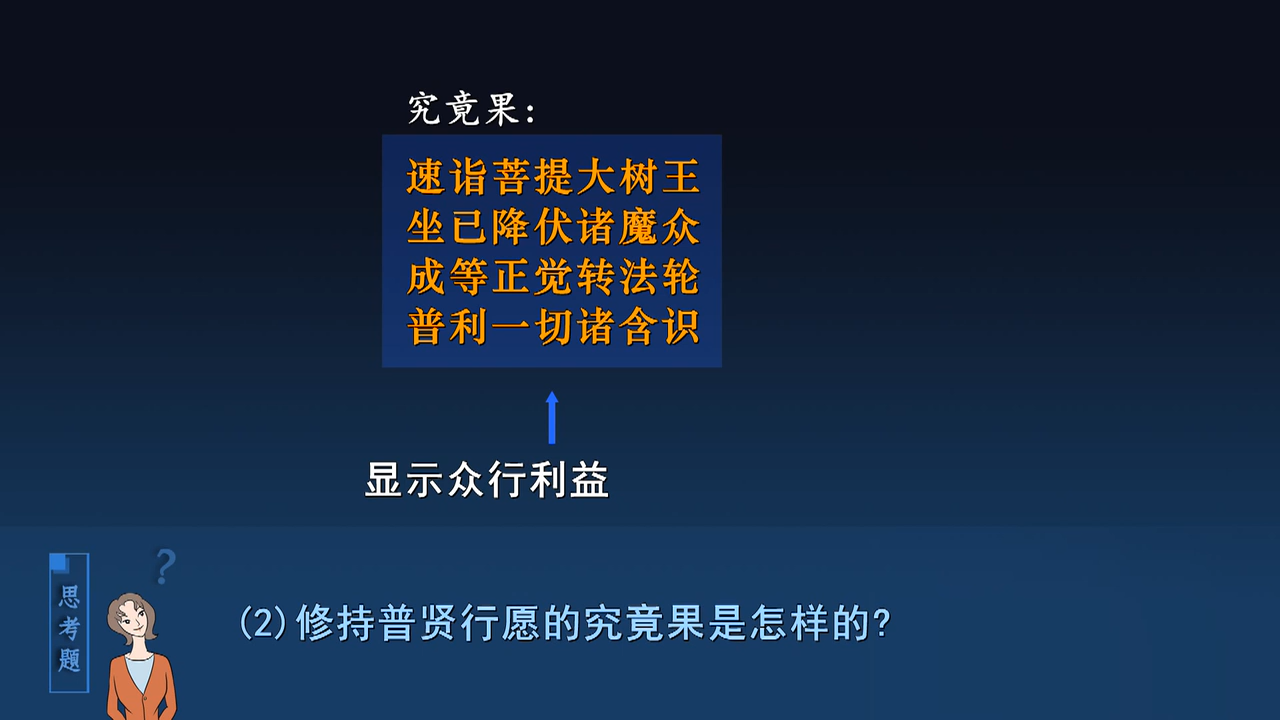 究竟果:
速诣菩提大树王
坐已降伏诸魔众
成等正觉转法轮
普利一切诸含识
显示众行利益
?
思考题
(2)修持普贤行愿的究竟果是怎样的?